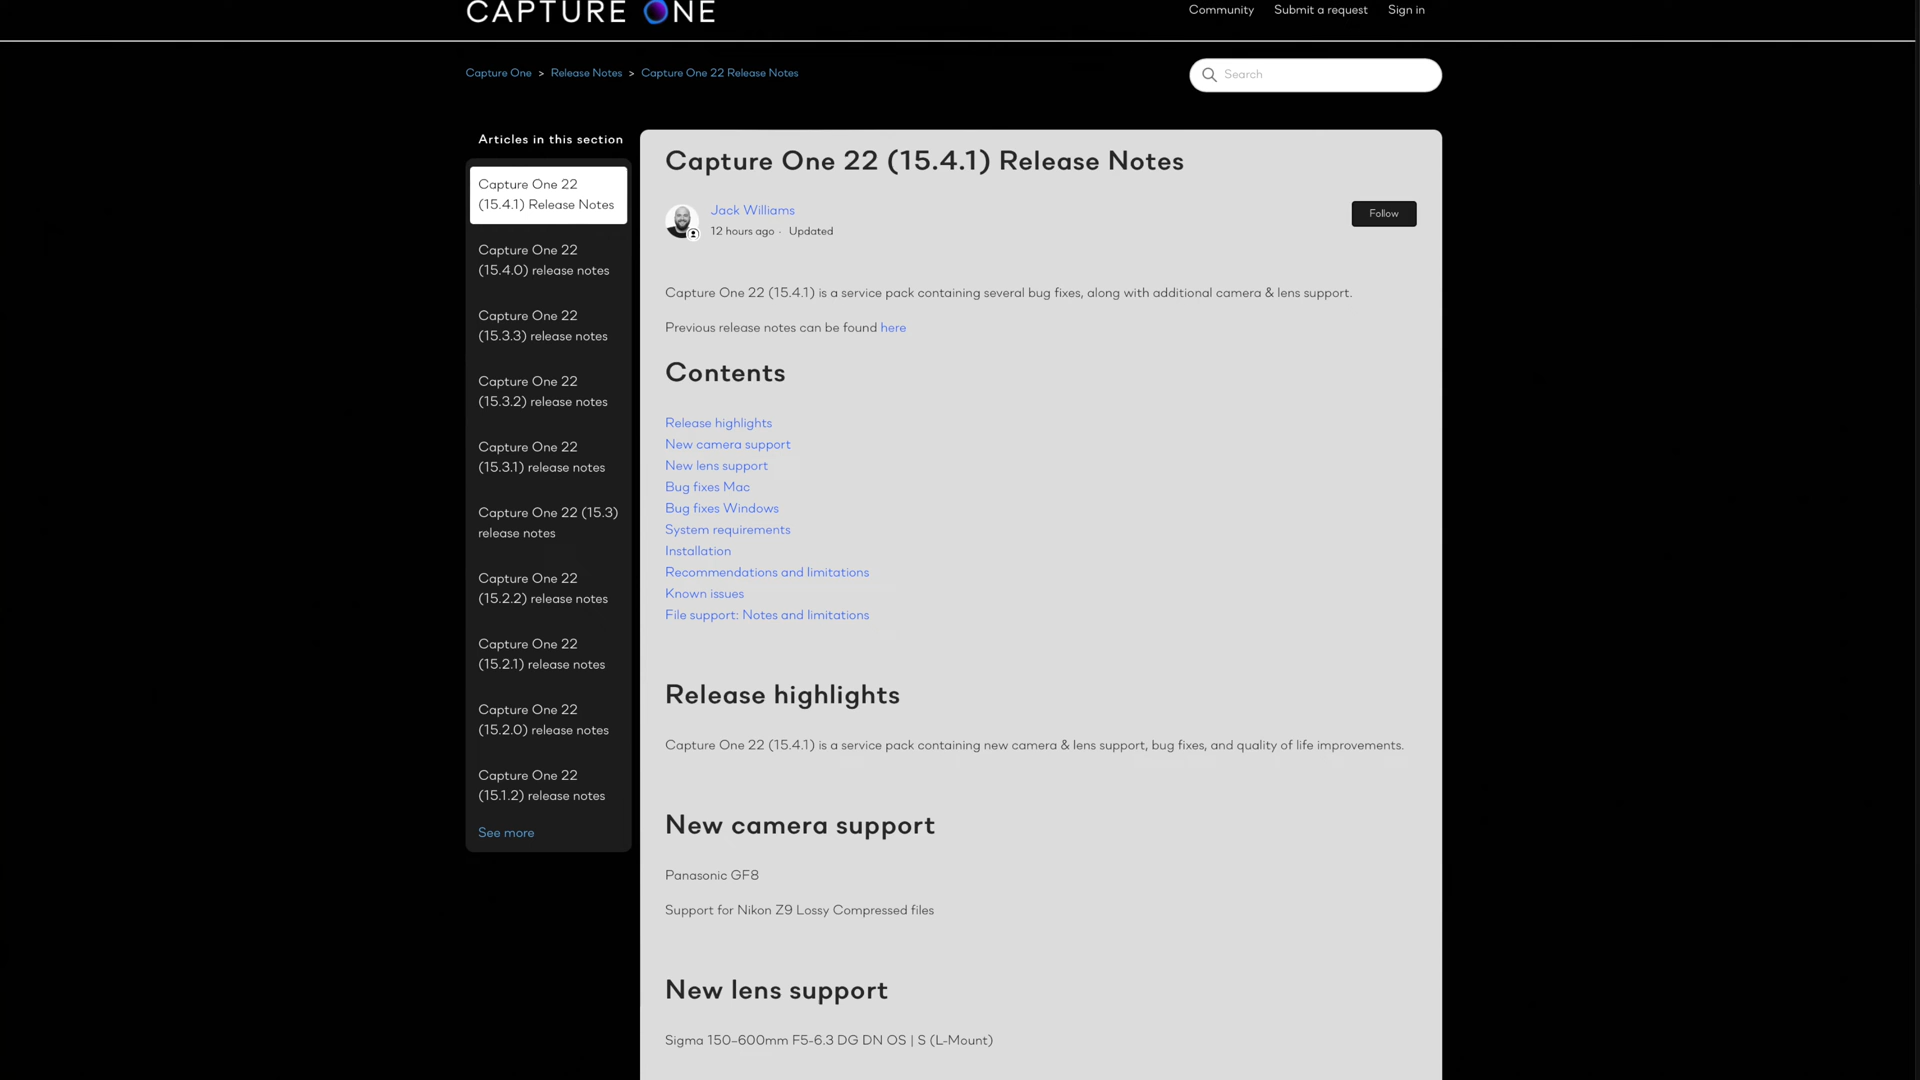 CAPTURE ONE
Community Submit a request Sign in
Capture One > Release Notes > Capture One 22 Release Notes
Search
Articles in this section
Capture One 22
(15.4.1) Release Notes
Capture One 22
(15.4.0) release notes
Capture One 22
(15.3.3) release notes
Capture One 22
(15.3.2) release notes
Capture One 22
(15.3.1) release notes
Capture One 22 (15.3)
release notes
Capture One 22
(15.2.2) release notes
Capture One 22
(15.2.1) release notes
Capture One 22
(15.2.0) release notes
Capture One 22
(15.1.2) release notes
See more
Capture One 22 (15.4.1) Release Notes
Jack Williams
12 hours ago · Updated
Follow
Capture One 22 (15.4.1) is a service pack containing several bug fixes, along with additional camera & lens support.
Previous release notes can be found here
Contents
Release highlights
New camera support
New lens support
Bug fixes Mac
Bug fixes Windows
System requirements
Installation
Recommendations and limitations
Known issues
File support: Notes and limitations
Release highlights
Capture One 22 (15.4.1) is a service pack containing new camera & lens support, bug fixes, and quality of life improvements.
New camera support
Panasonic GF8
Support for Nikon Z9 Lossy Compressed files
New lens support
Sigma 150-600mm F5-6.3 DG DN OS | S (L-Mount)